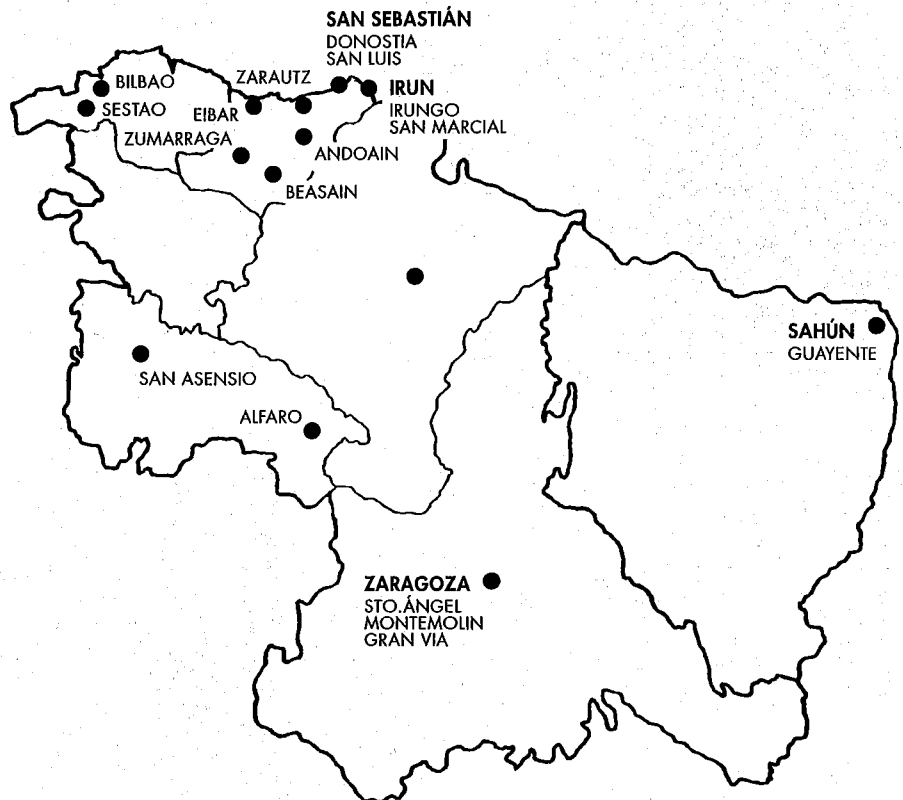 SAN SEBASTIÁN
DONOSTIA
SAN LUIS
ZARAUTZ
BILBAO
IRUN
SESTAO
EIBAR
IRUNGO
SAN MARCIAL
ZUMARRAGA
ANDOAIN
BEASAIN
SAHÚN
GUAYENTE
SAN ASENSIO
ALFARO
ZARAGOZA
STO.ÁNGEL
MONTEMOLIN
GRAN VIA